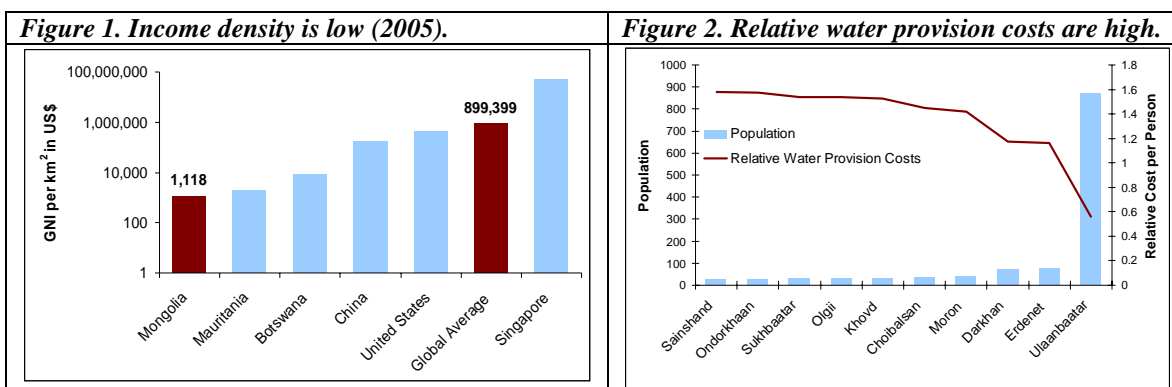 Figure 1. Income density is low (2005).
GNI per km² in US$
100,000,000
1,000,000
10,000
100
1
1,118
899,399
Mongolia
Mauritania
Botswana
China
United States
Global Average
Singapore
Figure 2. Relative water provision costs are high.
Population
1000
900
800
700
600
500
400
300
200
100
0
Population
Relative Water Provision Costs
1.8
1.6
1.4
1.2
1
0.8
0.6
0.4
0.2
0
Relative Cost per Person
Sainshand
Ondorkhaan
Sukhbaatar
Olgii
Khovd
Choibalsan
Moron
Darkhan
Erdenet
Ulaanbaatar